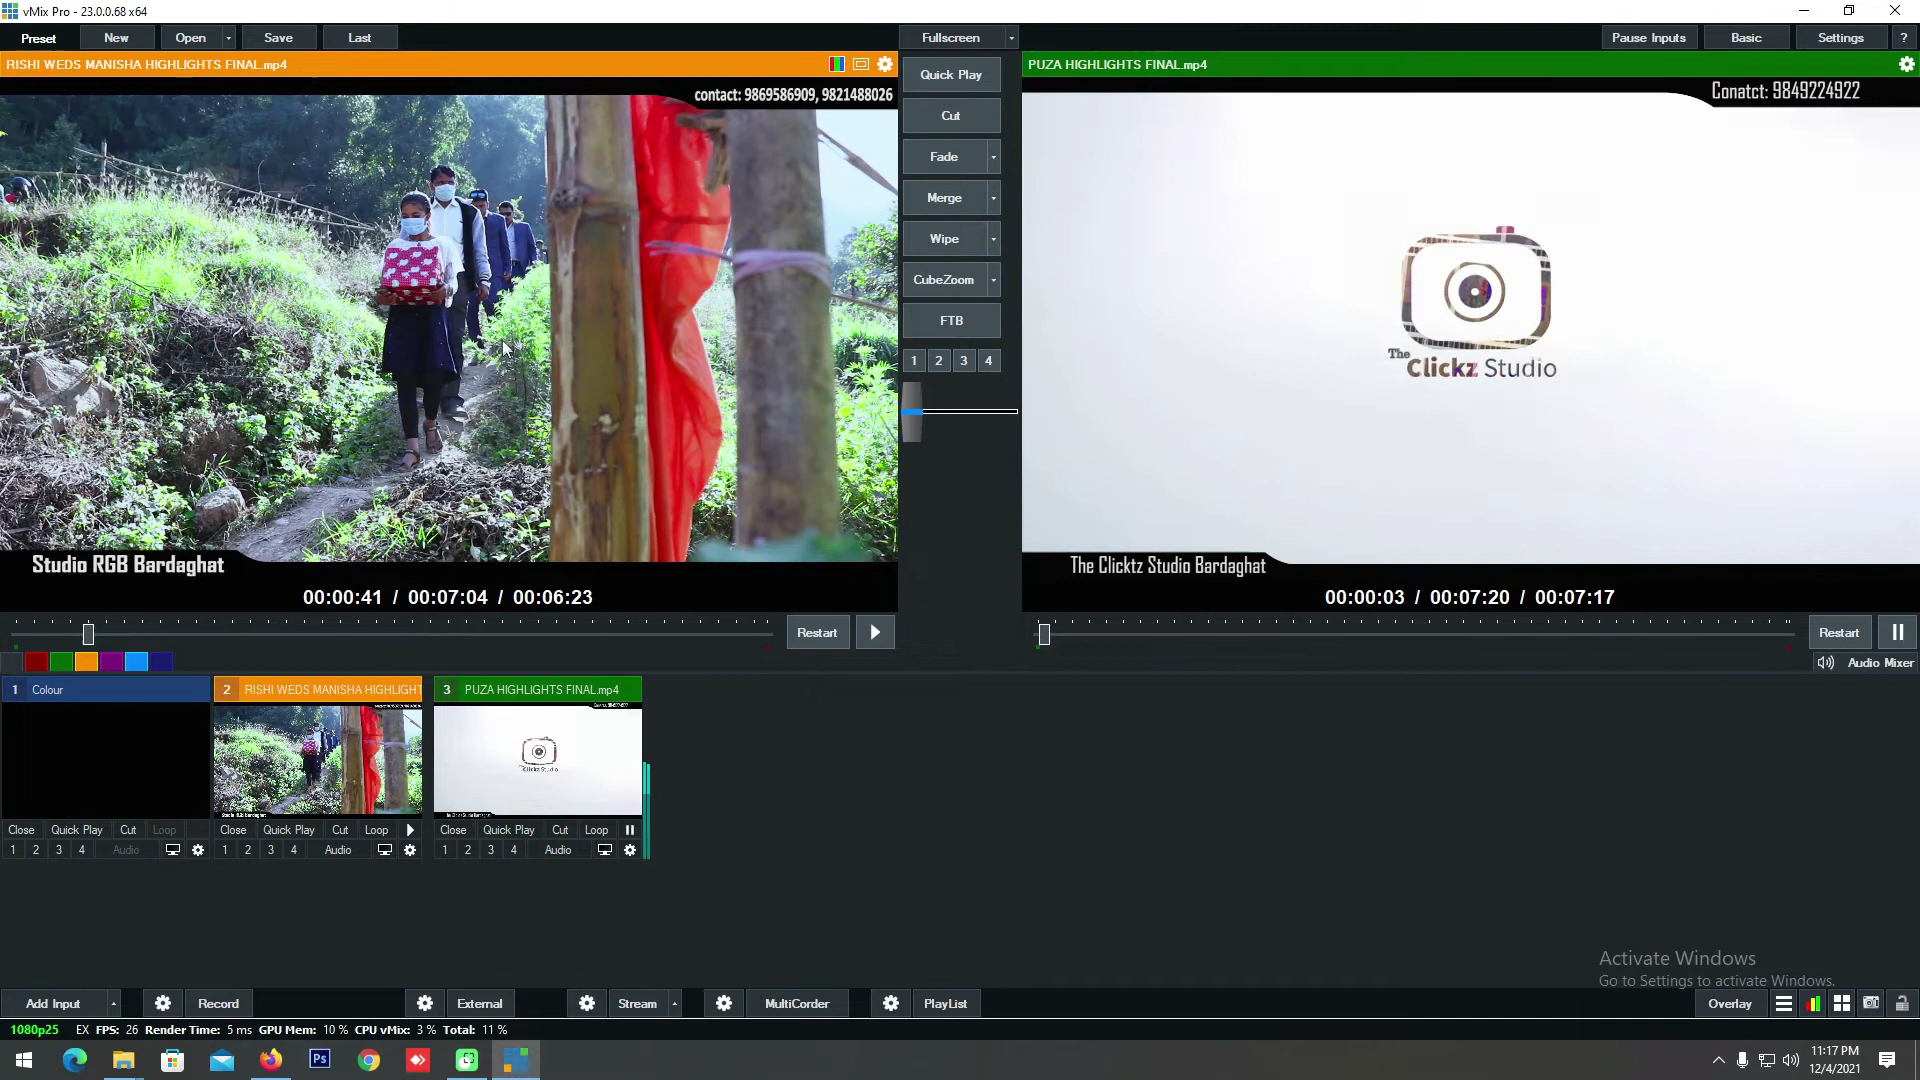 vMix Pro - 23.0.0.68 x64
Preset New Open Save Last Fullscreen Pause Inputs Basic Settings ?
RISHI WEDS MANISHA HIGHLIGHTS FINAL.mp4
PUZA HIGHLIGHTS FINAL.mp4
contact: 9869586909, 9821488026
Studio RGB Bardaghat
00:00:41 / 00:07:04 / 00:06:23
Restart
Quick Play
Cut
Fade
Merge
Wipe
CubeZoom
FTB
1 2 3 4
Conatct: 9849224922
The
Clickz Studio
The Clicktz Studio Bardaghat
00:00:03 / 00:07:20 / 00:07:17
Restart
Audio Mixer
1 Colour
Close Quick Play Cut Loop
1 2 3 4 Audio
2 RISHI WEDS MANISHA HIGHLIGHT
Close Quick Play Cut Loop
1 2 3 4 Audio
3 PUZA HIGHLIGHTS FINAL.mp4
Clickz Studio
Close Quick Play Cut Loop
1 2 3 4 Audio
Activate Windows
Go to Settings to activate Windows.
Add Input Record External Stream MultiCorder PlayList Overlay
1080p25 EX FPS: 26 Render Time: 5 ms GPU Mem: 10 % CPU vMix: 3 % Total: 11 %
Ps
11:17 PM
12/4/2021